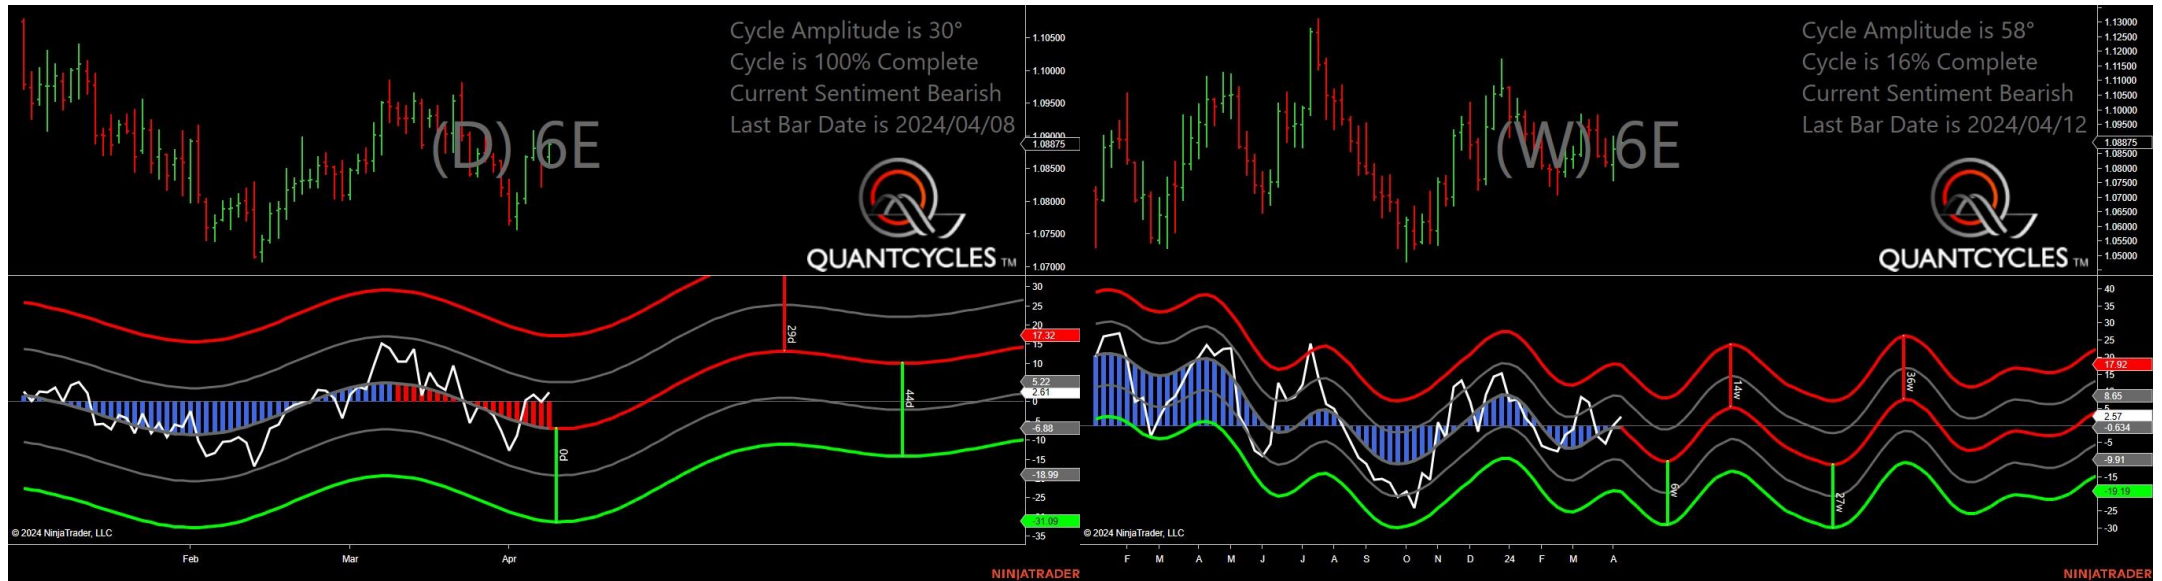 Cycle Amplitude is 30°
Cycle is 100% Complete
Current Sentiment Bearish
Last Bar Date is 2024/04/08
(D) 6E
QUANTCYCLES TM
1.10500
1.10000
1.09500
1.09000
1.08875
1.08500
1.08000
1.07500
1.07000
30
25
20
17.32
15
10
5.22
2.61
0
-6.88
-10
-15
-18.99
-25
-31.09
-35
29d
44d
0d
© 2024 NinjaTrader, LLC
Feb Mar Apr
NINJATRADER
Cycle Amplitude is 58°
Cycle is 16% Complete
Current Sentiment Bearish
Last Bar Date is 2024/04/12
(W) 6E
QUANTCYCLES TM
1.13000
1.12500
1.12000
1.11500
1.11000
1.10500
1.10000
1.09500
1.08875
1.08500
1.08000
1.07500
1.07000
1.06500
1.06000
1.05500
1.05000
40
35
30
25
17.92
15
8.65
2.57
-0.634
-5
-9.91
-15
-19.19
-25
-30
14w
36w
6w
27w
© 2024 NinjaTrader, LLC
F M A M J J A S O N D 24 F M A
NINJATRADER